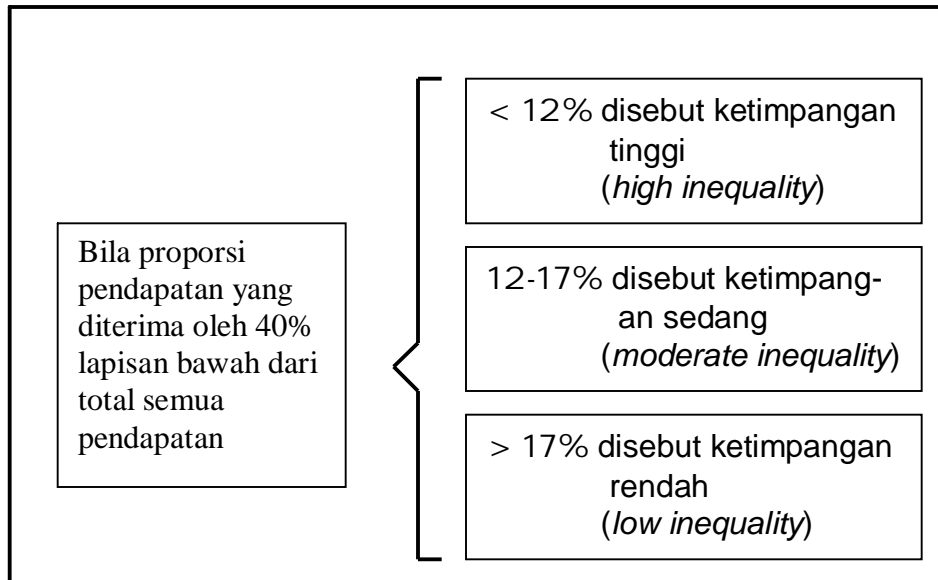 Bila proporsi
pendapatan yang
diterima oleh 40%
lapisan bawah dari
total semua
pendapatan
< 12% disebut ketimpangan
tinggi
(high inequality)
12-17% disebut ketimpang-
an sedang
(moderate inequality)
> 17% disebut ketimpangan
rendah
(low inequality)